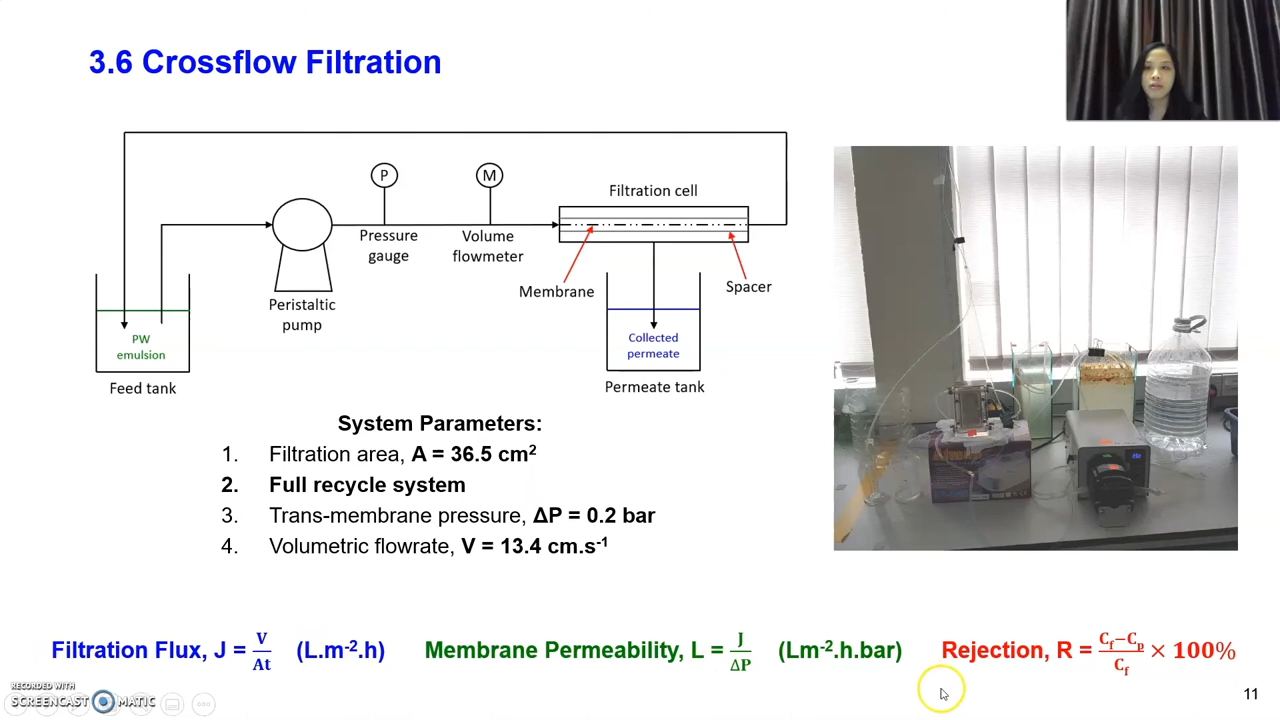 3.6 Crossflow Filtration
P
M
Filtration cell
Pressure
gauge
Volume
flowmeter
Membrane
Spacer
Peristaltic
pump
PW
emulsion
Collected
permeate
Feed tank
Permeate tank
System Parameters:
1. Filtration area, A = 36.5 cm²
2. Full recycle system
3. Trans-membrane pressure, ΔP = 0.2 bar
4. Volumetric flowrate, V = 13.4 cm.s⁻¹
Filtration Flux, J = V/At (L.m⁻².h) Membrane Permeability, L = J/ΔP (Lm⁻².h.bar) Rejection, R = (C_f−C_p)/C_f × 100%
RECORDED WITH
SCREENCAST MATIC
11